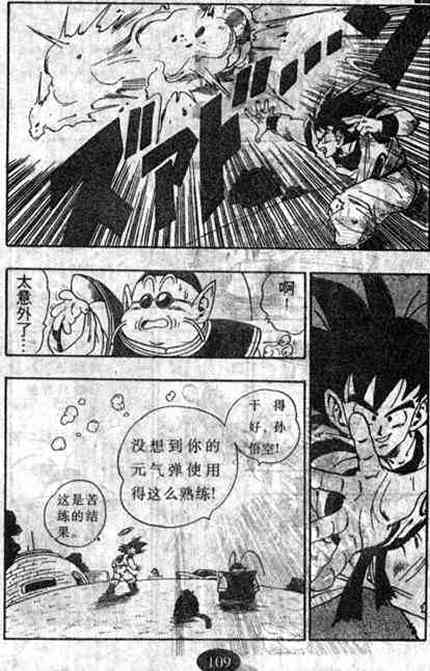 ズアドド
啊!
太意外了…
干得
好,孙
悟空!
没想到你的
元气弹使用
得这么熟练!
这是苦
练的结
果。
109